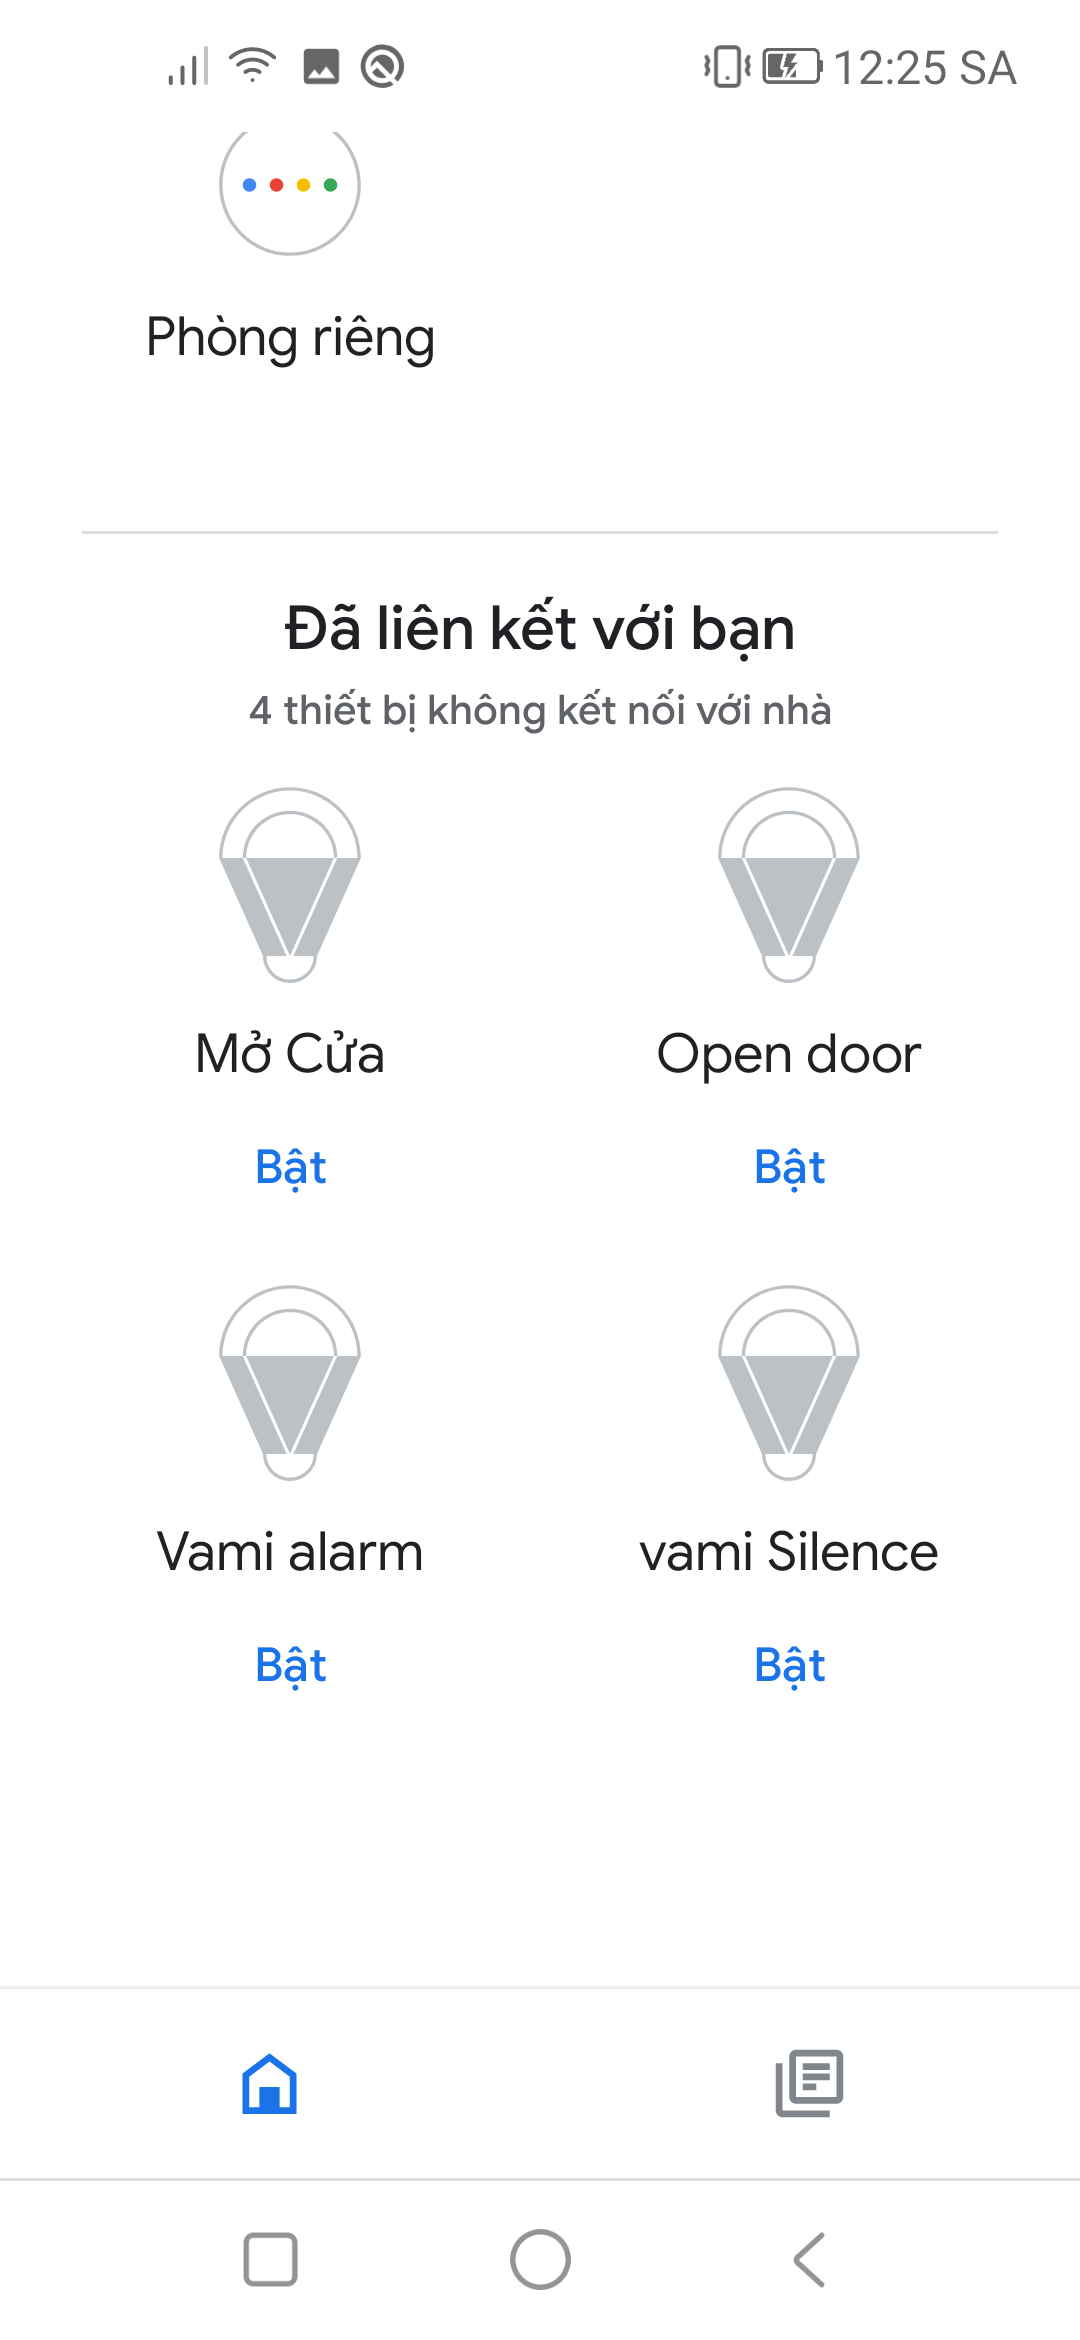 12:25 SA
Phòng riêng
Đã liên kết với bạn
4 thiết bị không kết nối với nhà
Mở Cửa
Open door
Bật
Bật
Vami alarm
vami Silence
Bật
Bật